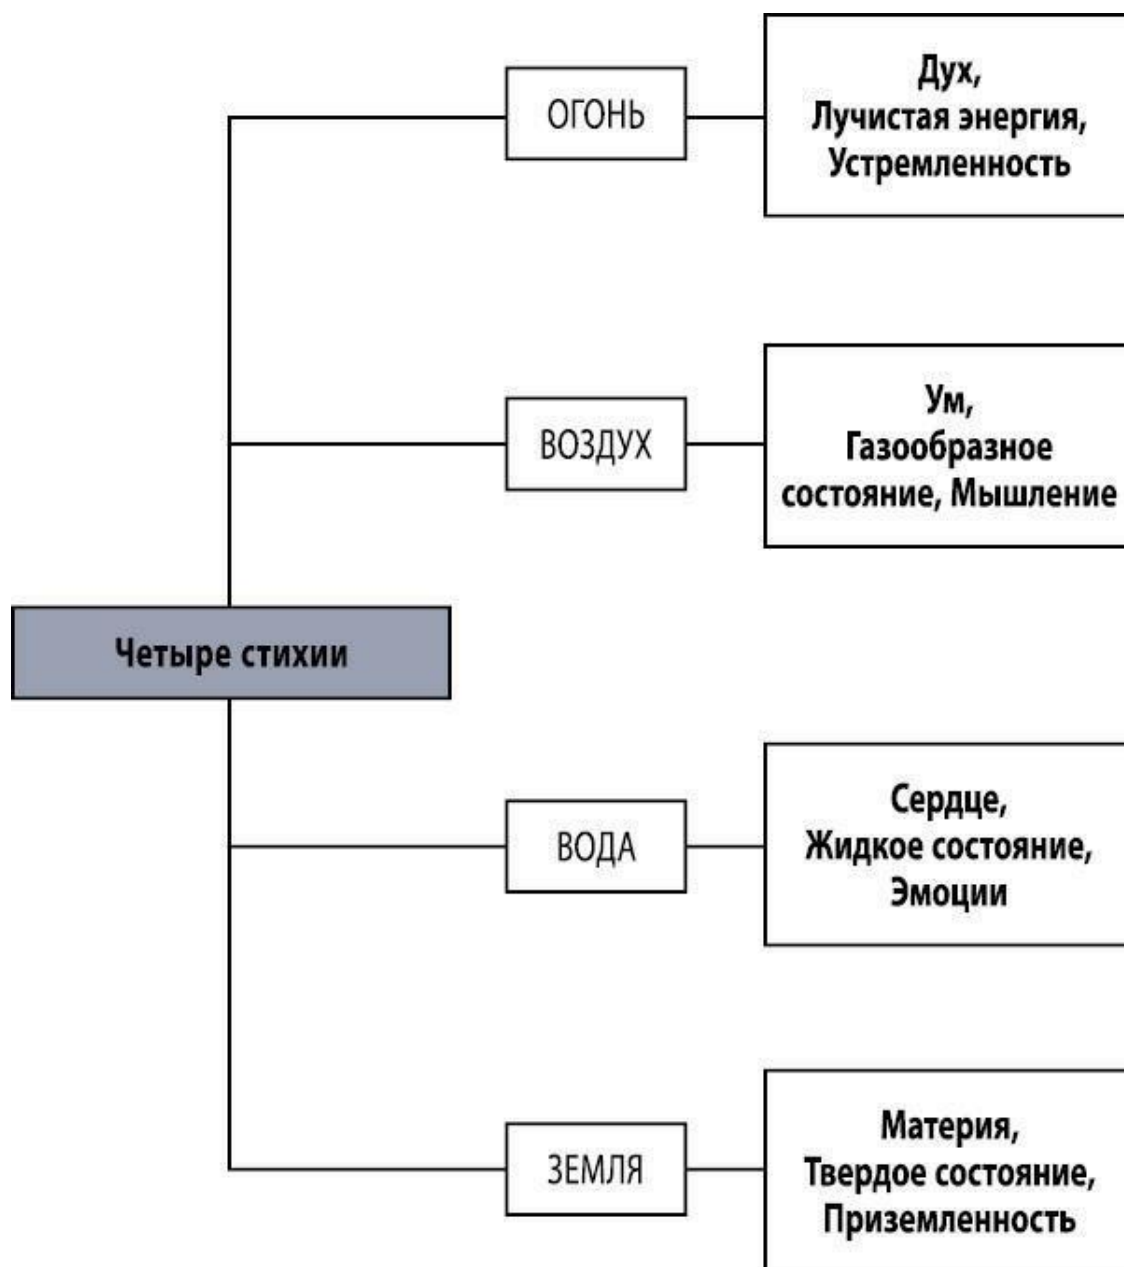 ОГОНЬ
Дух,
Лучистая энергия,
Устремленность
ВОЗДУХ
Ум,
Газообразное
состояние, Мышление
Четыре стихии
ВОДА
Сердце,
Жидкое состояние,
Эмоции
ЗЕМЛЯ
Материя,
Твердое состояние,
Приземленность